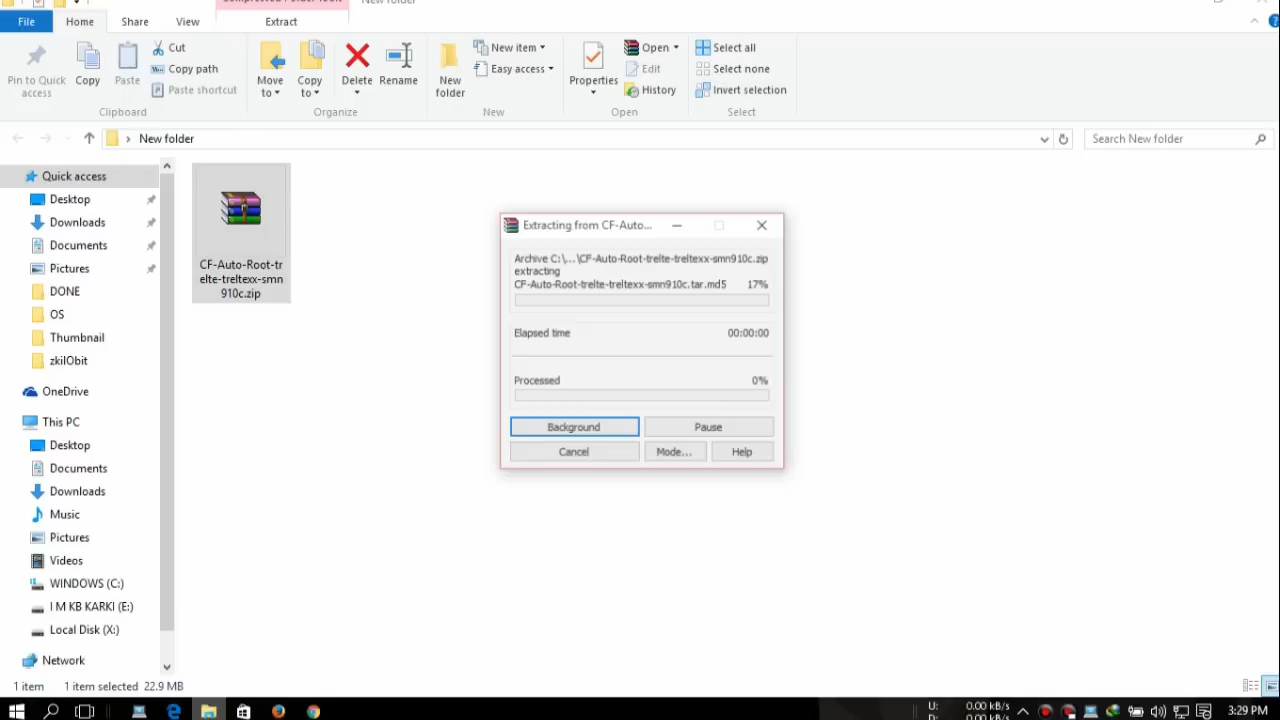 New folder
File
Home
Share
View
Extract
Pin to Quick access
Copy
Paste
Cut
Copy path
Paste shortcut
Clipboard
Move to
Copy to
Delete
Rename
Organize
New folder
New item
Easy access
New
Properties
Open
Edit
History
Open
Select all
Select none
Invert selection
Select
New folder
Search New folder
Quick access
Desktop
Downloads
Documents
Pictures
DONE
OS
Thumbnail
zkilObit
OneDrive
This PC
Desktop
Documents
Downloads
Music
Pictures
Videos
WINDOWS (C:)
I M KB KARKI (E:)
Local Disk (X:)
Network
CF-Auto-Root-tr
elte-treltexx-smn
910c.zip
Extracting from CF-Auto...
Archive C:\...\CF-Auto-Root-trelte-treltexx-smn910c.zip
extracting
CF-Auto-Root-trelte-treltexx-smn910c.tar.md5 17%
Elapsed time 00:00:00
Processed 0%
Background
Pause
Cancel
Mode...
Help
1 item 1 item selected 22.9 MB
U: 0.00 kB/s
D: 0.00 kB/s
3:29 PM